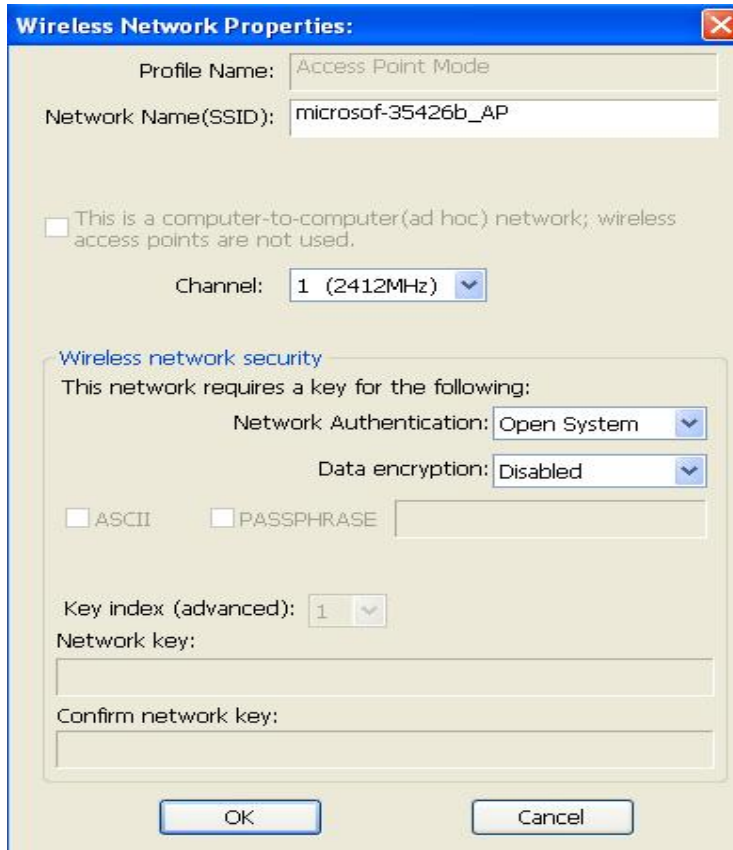 Wireless Network Properties:
Profile Name: Access Point Mode
Network Name(SSID): microsof-35426b_AP
This is a computer-to-computer(ad hoc) network; wireless
access points are not used.
Channel: 1 (2412MHz)
Wireless network security
This network requires a key for the following:
Network Authentication: Open System
Data encryption: Disabled
ASCII PASSPHRASE
Key index (advanced): 1
Network key:
Confirm network key:
OK Cancel